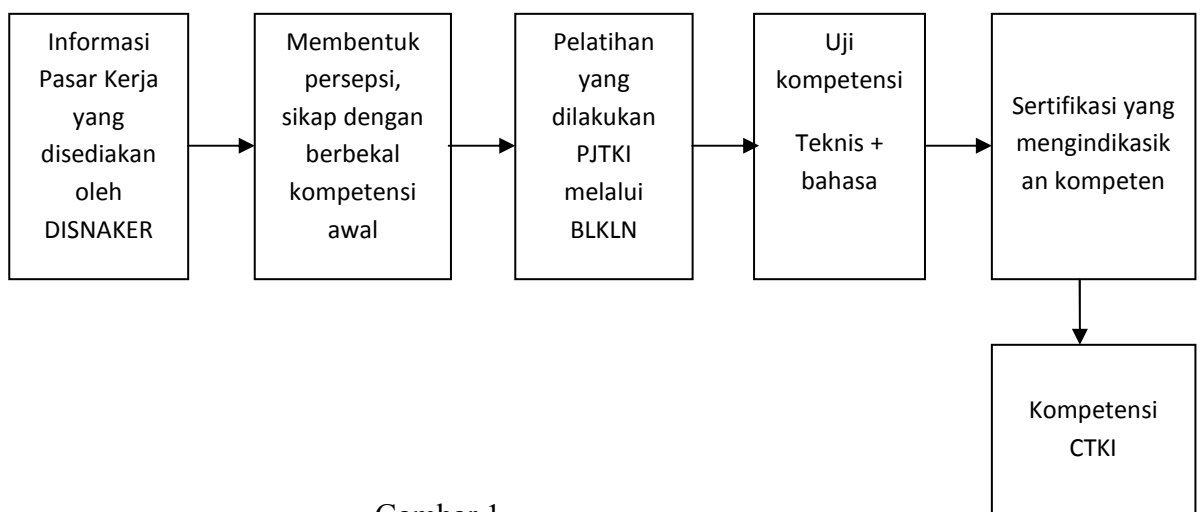 Informasi
Pasar Kerja
yang
disediakan
oleh
DISNAKER
Membentuk
persepsi,
sikap dengan
berbekal
kompetensi
awal
Pelatihan
yang
dilakukan
PJTKI
melalui
BLKLN
Uji
kompetensi
Teknis +
bahasa
Sertifikasi yang
mengindikasik
an kompeten
Kompetensi
CTKI
Gambar 1